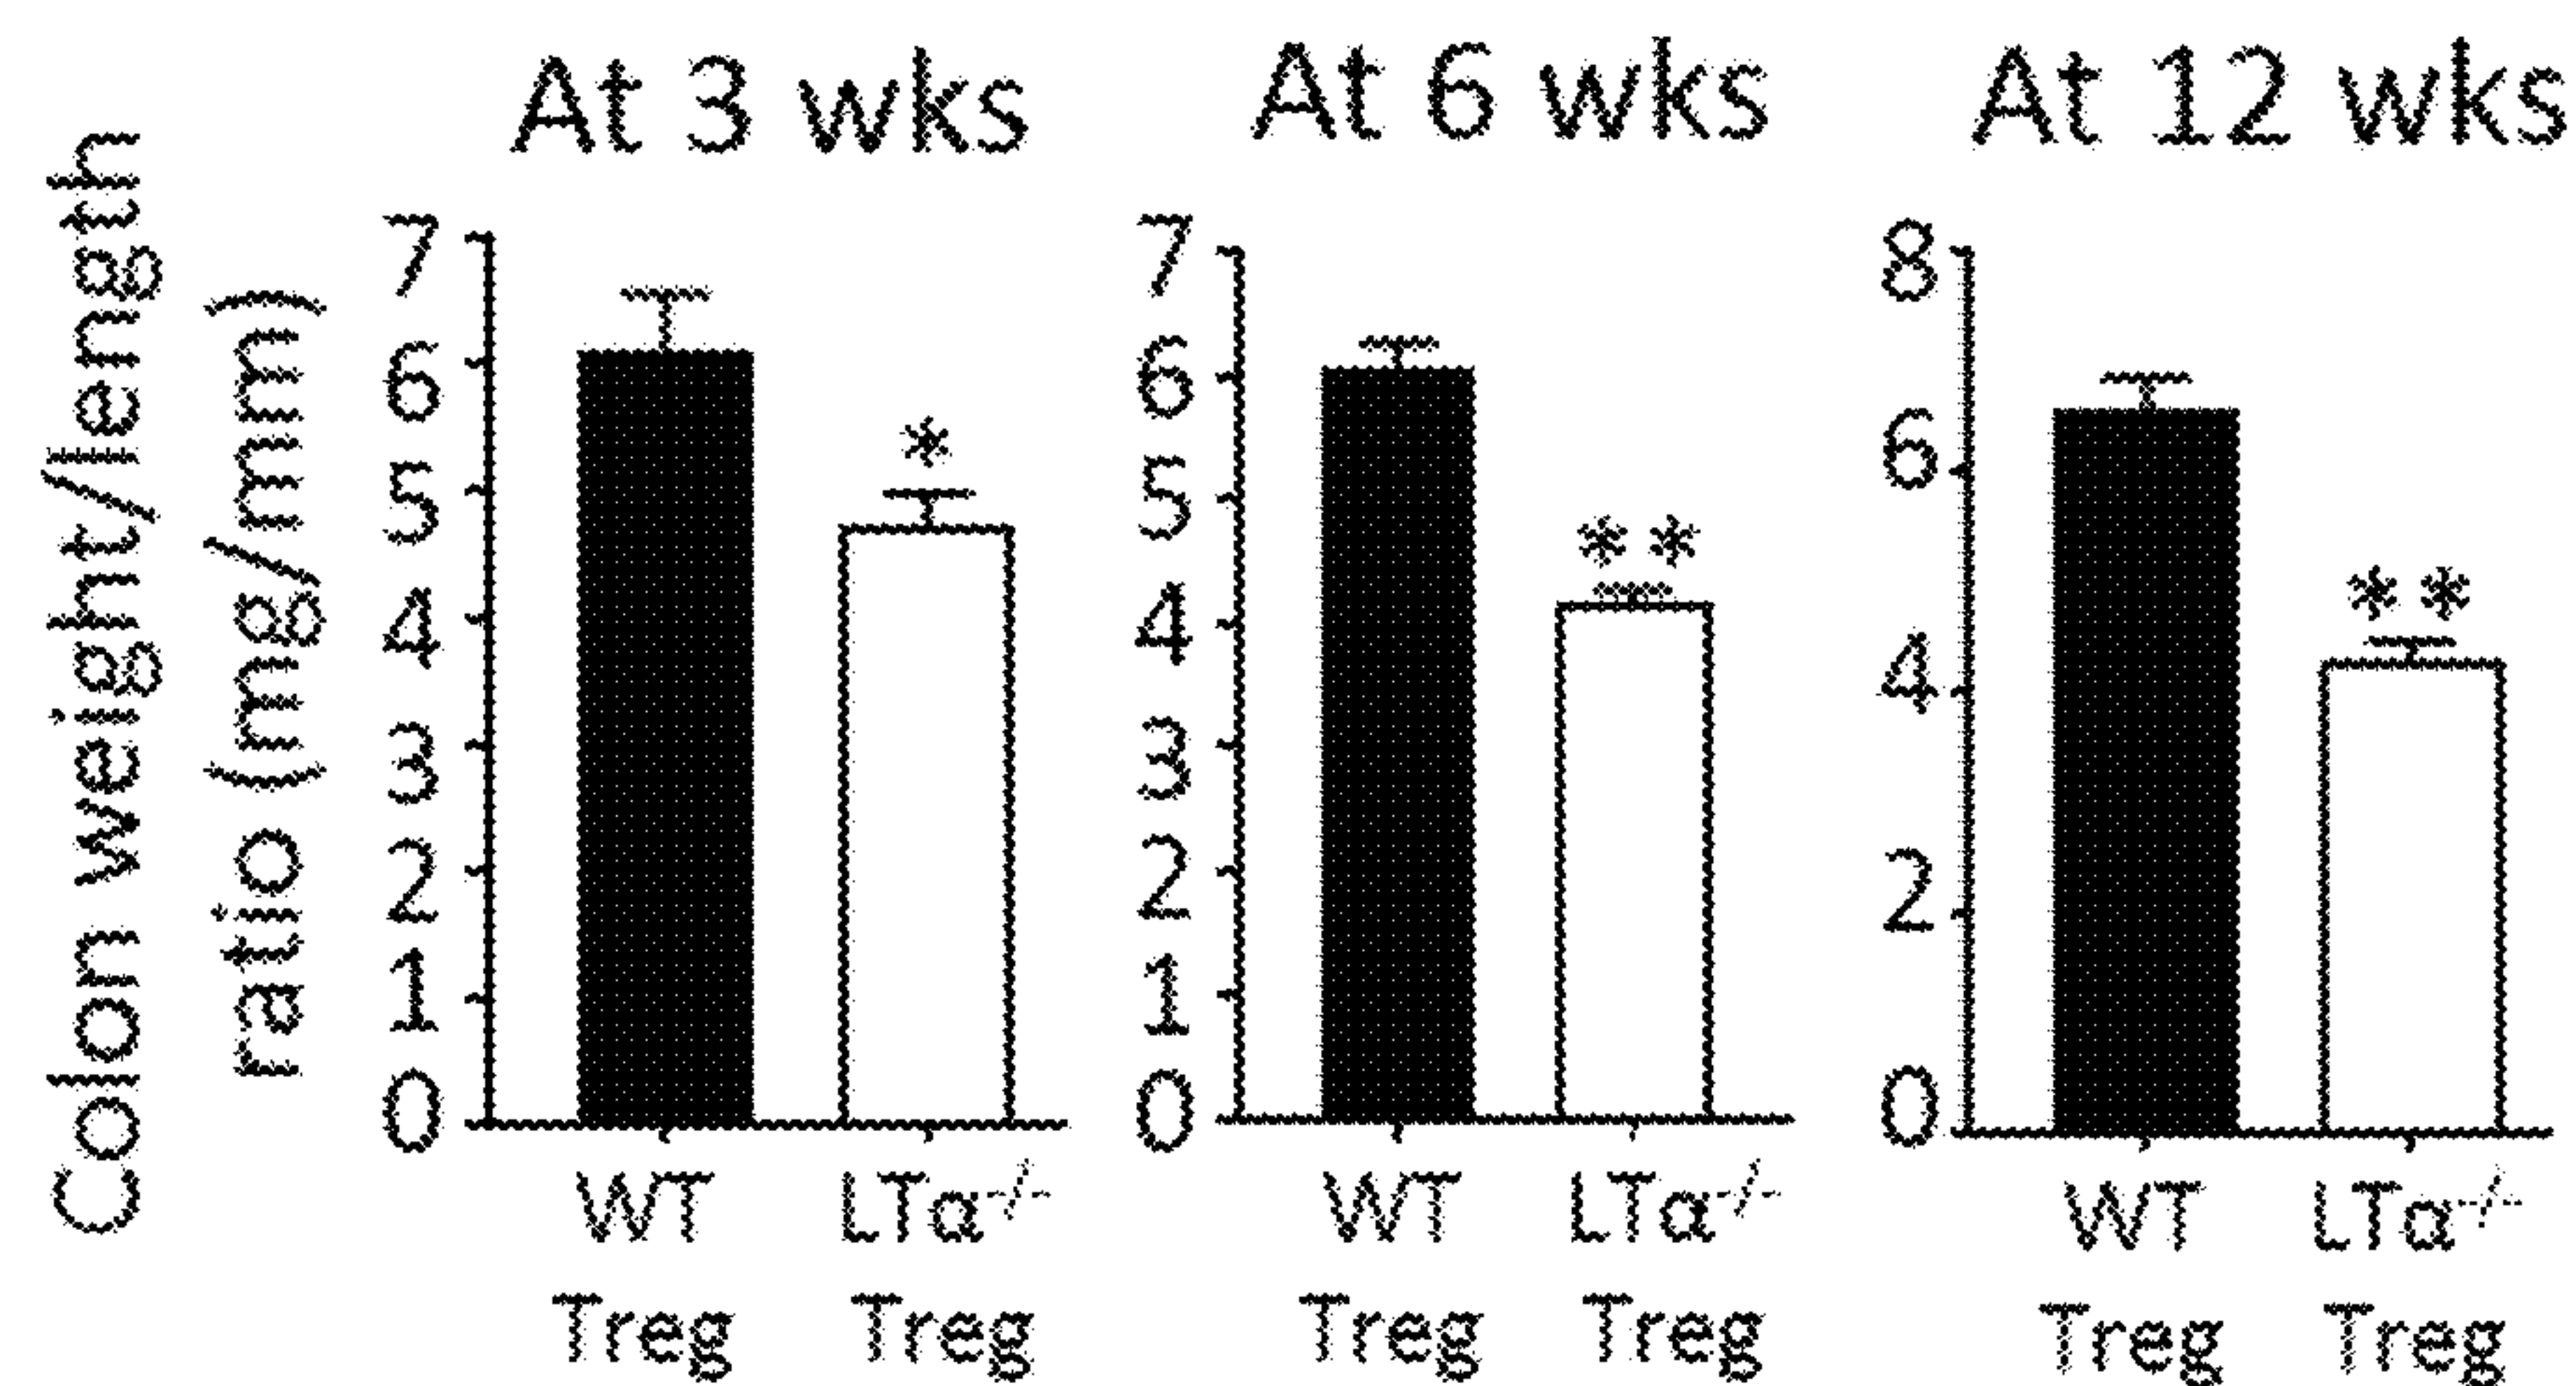 At 3 wks
At 6 wks
At 12 wks
Colon weight/length
ratio (mg/mm)
7
6
5
4
3
2
1
0
*
WT
Treg
LTα-/-
Treg
7
6
5
4
3
2
1
0
**
WT
Treg
LTα-/-
Treg
8
6
4
2
0
**
WT
Treg
LTα-/-
Treg